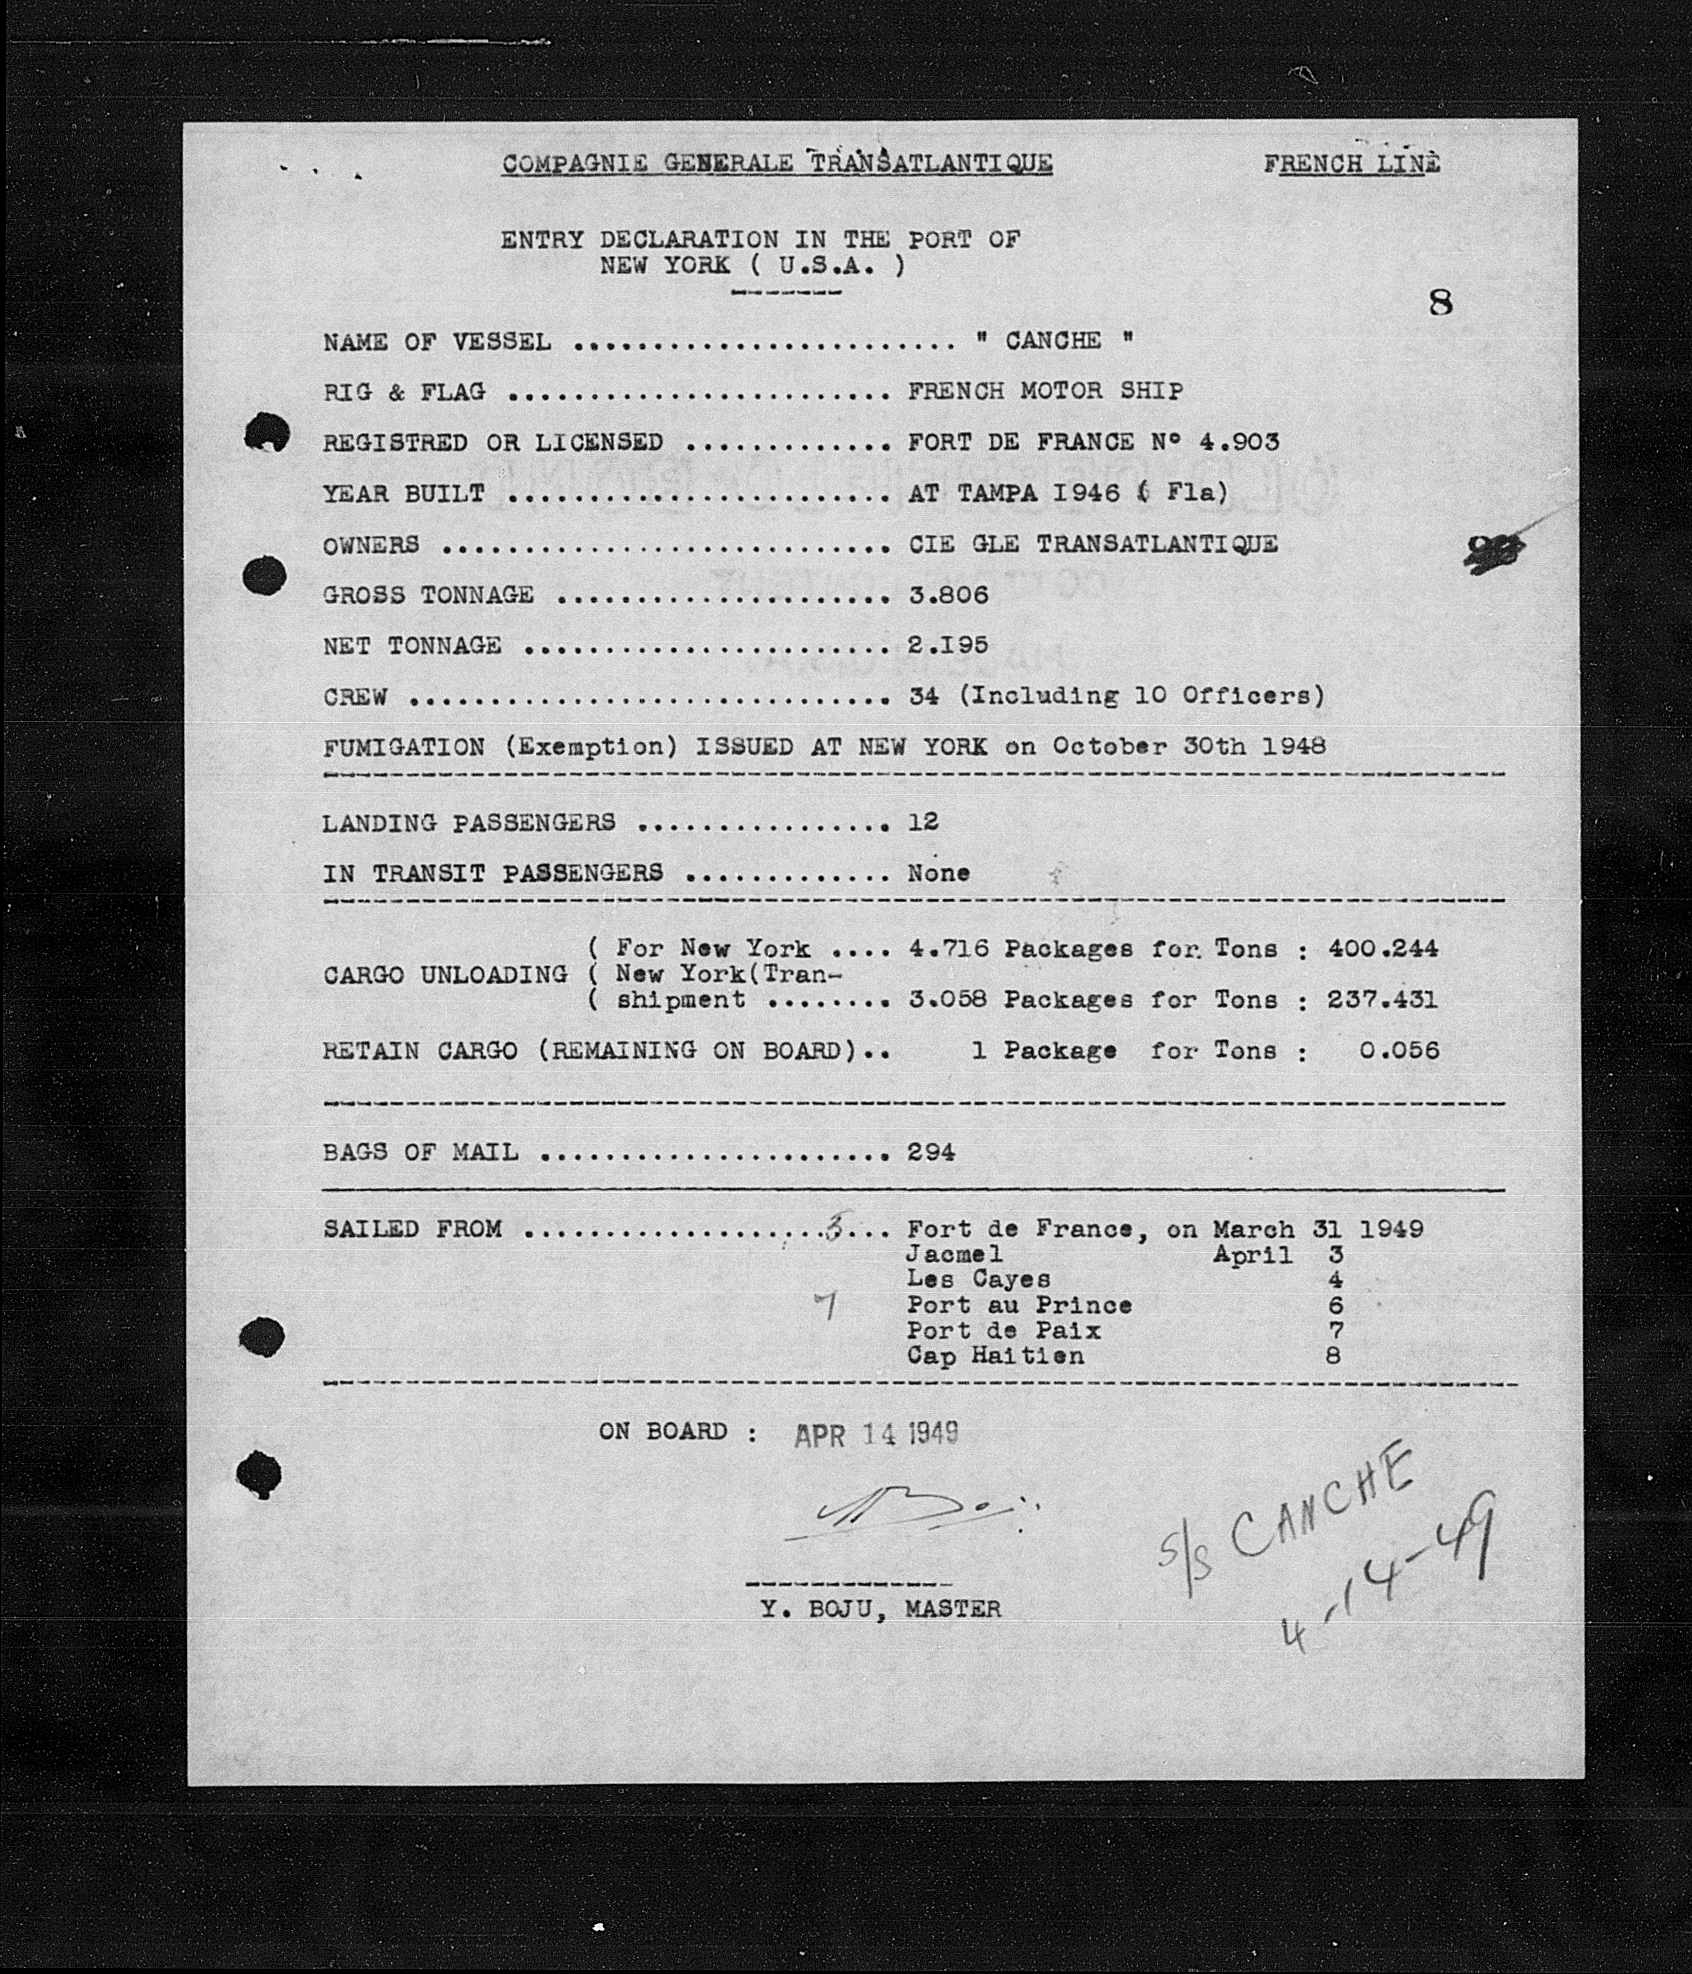 COMPAGNIE GENERALE TRANSATLANTIQUE FRENCH LINE
ENTRY DECLARATION IN THE PORT OF
NEW YORK ( U.S.A. )
8
NAME OF VESSEL ........................ " CANCHE "
RIG & FLAG ........................ FRENCH MOTOR SHIP
REGISTRED OR LICENSED ............. FORT DE FRANCE N° 4.903
YEAR BUILT ........................ AT TAMPA I946 ( Fla)
OWNERS ............................ CIE GLE TRANSATLANTIQUE
GROSS TONNAGE ..................... 3.806
NET TONNAGE ....................... 2.I95
CREW .............................. 34 (Including 10 Officers)
FUMIGATION (Exemption) ISSUED AT NEW YORK on October 30th 1948
LANDING PASSENGERS ................ 12
IN TRANSIT PASSENGERS ............. None
( For New York .... 4.716 Packages for Tons : 400.244
CARGO UNLOADING ( New York(Tran-
( shipment ........ 3.058 Packages for Tons : 237.431
RETAIN CARGO (REMAINING ON BOARD).. 1 Package for Tons : 0.056
BAGS OF MAIL ...................... 294
SAILED FROM ...................3... Fort de France, on March 31 1949
Jacmel April 3
Les Cayes 4
7 Port au Prince 6
Port de Paix 7
Cap Haitien 8
ON BOARD : APR 14 1949
Y. BOJU, MASTER
S/S CANCHE
4-14-49